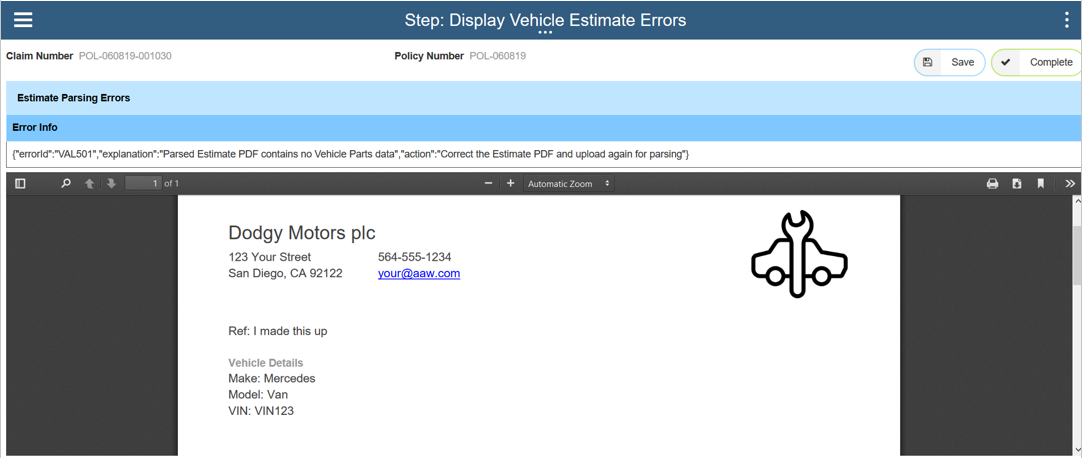 Step: Display Vehicle Estimate Errors
Claim Number POL-060819-001030 Policy Number POL-060819 Save Complete
Estimate Parsing Errors
Error Info
{"errorId":"VAL501","explanation":"Parsed Estimate PDF contains no Vehicle Parts data","action":"Correct the Estimate PDF and upload again for parsing"}
1 of 1 Automatic Zoom
Dodgy Motors plc
123 Your Street 564-555-1234
San Diego, CA 92122 your@aaw.com
Ref: I made this up
Vehicle Details
Make: Mercedes
Model: Van
VIN: VIN123